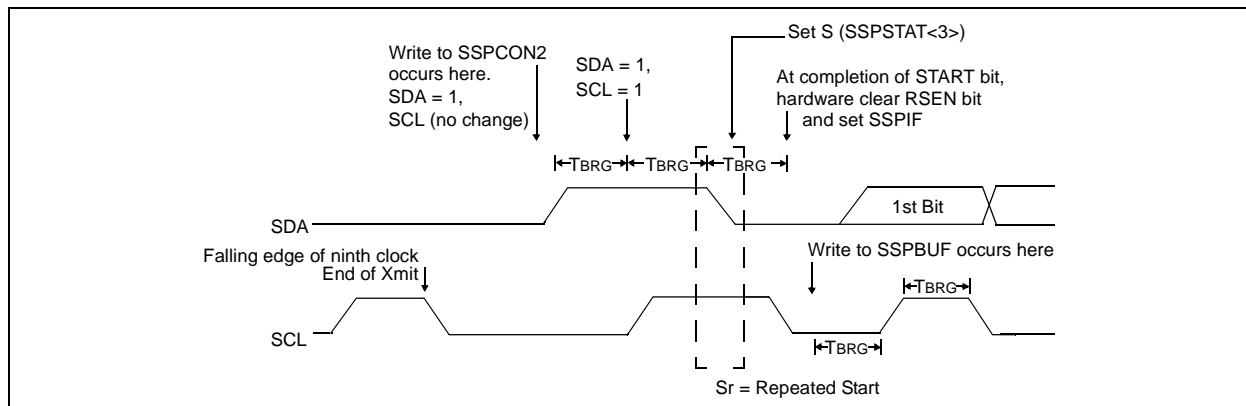 Set S (SSPSTAT<3>)
Write to SSPCON2
occurs here.
SDA = 1,
SCL (no change)
SDA = 1,
SCL = 1
At completion of START bit,
hardware clear RSEN bit
and set SSPIF
TBRG TBRG TBRG
1st Bit
SDA
Write to SSPBUF occurs here
Falling edge of ninth clock
End of Xmit
TBRG
SCL
TBRG
Sr = Repeated Start